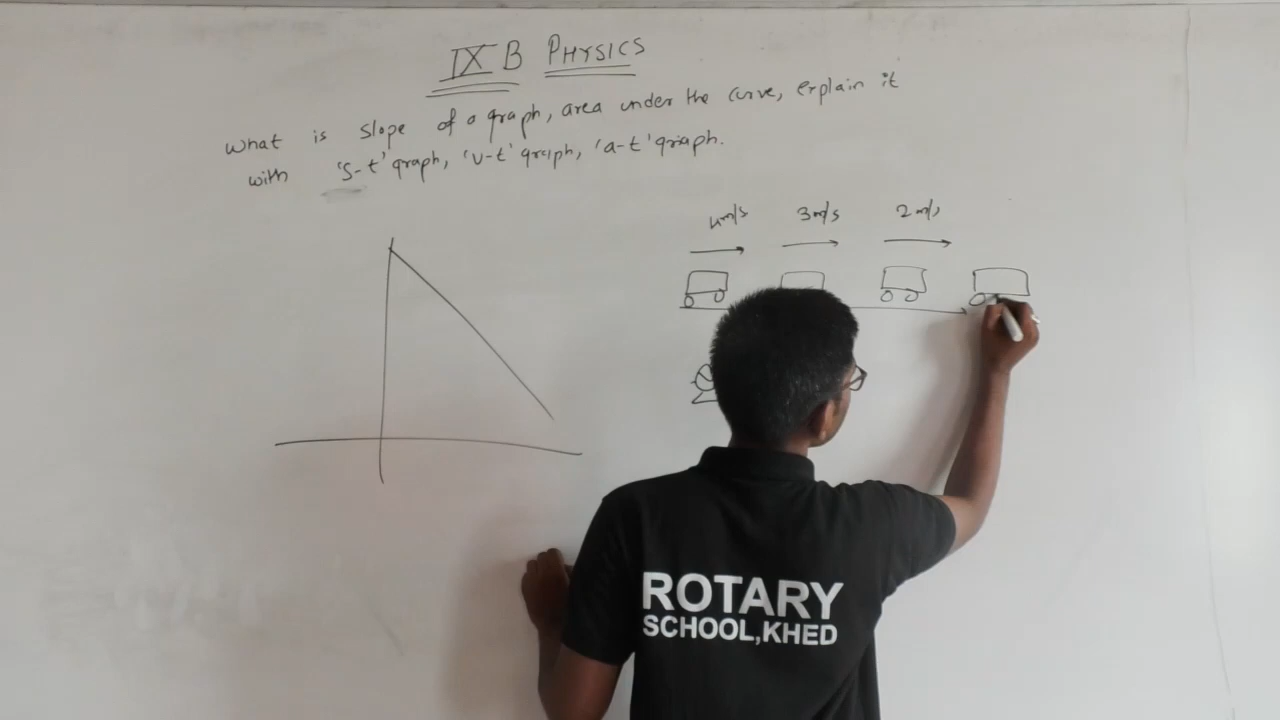 IX B PHYSICS
What is slope of a graph, area under the curve, explain it
with 's-t' graph, 'v-t' graph, 'a-t' graph.
4m/s 3m/s 2m/s
ROTARY
SCHOOL,KHED